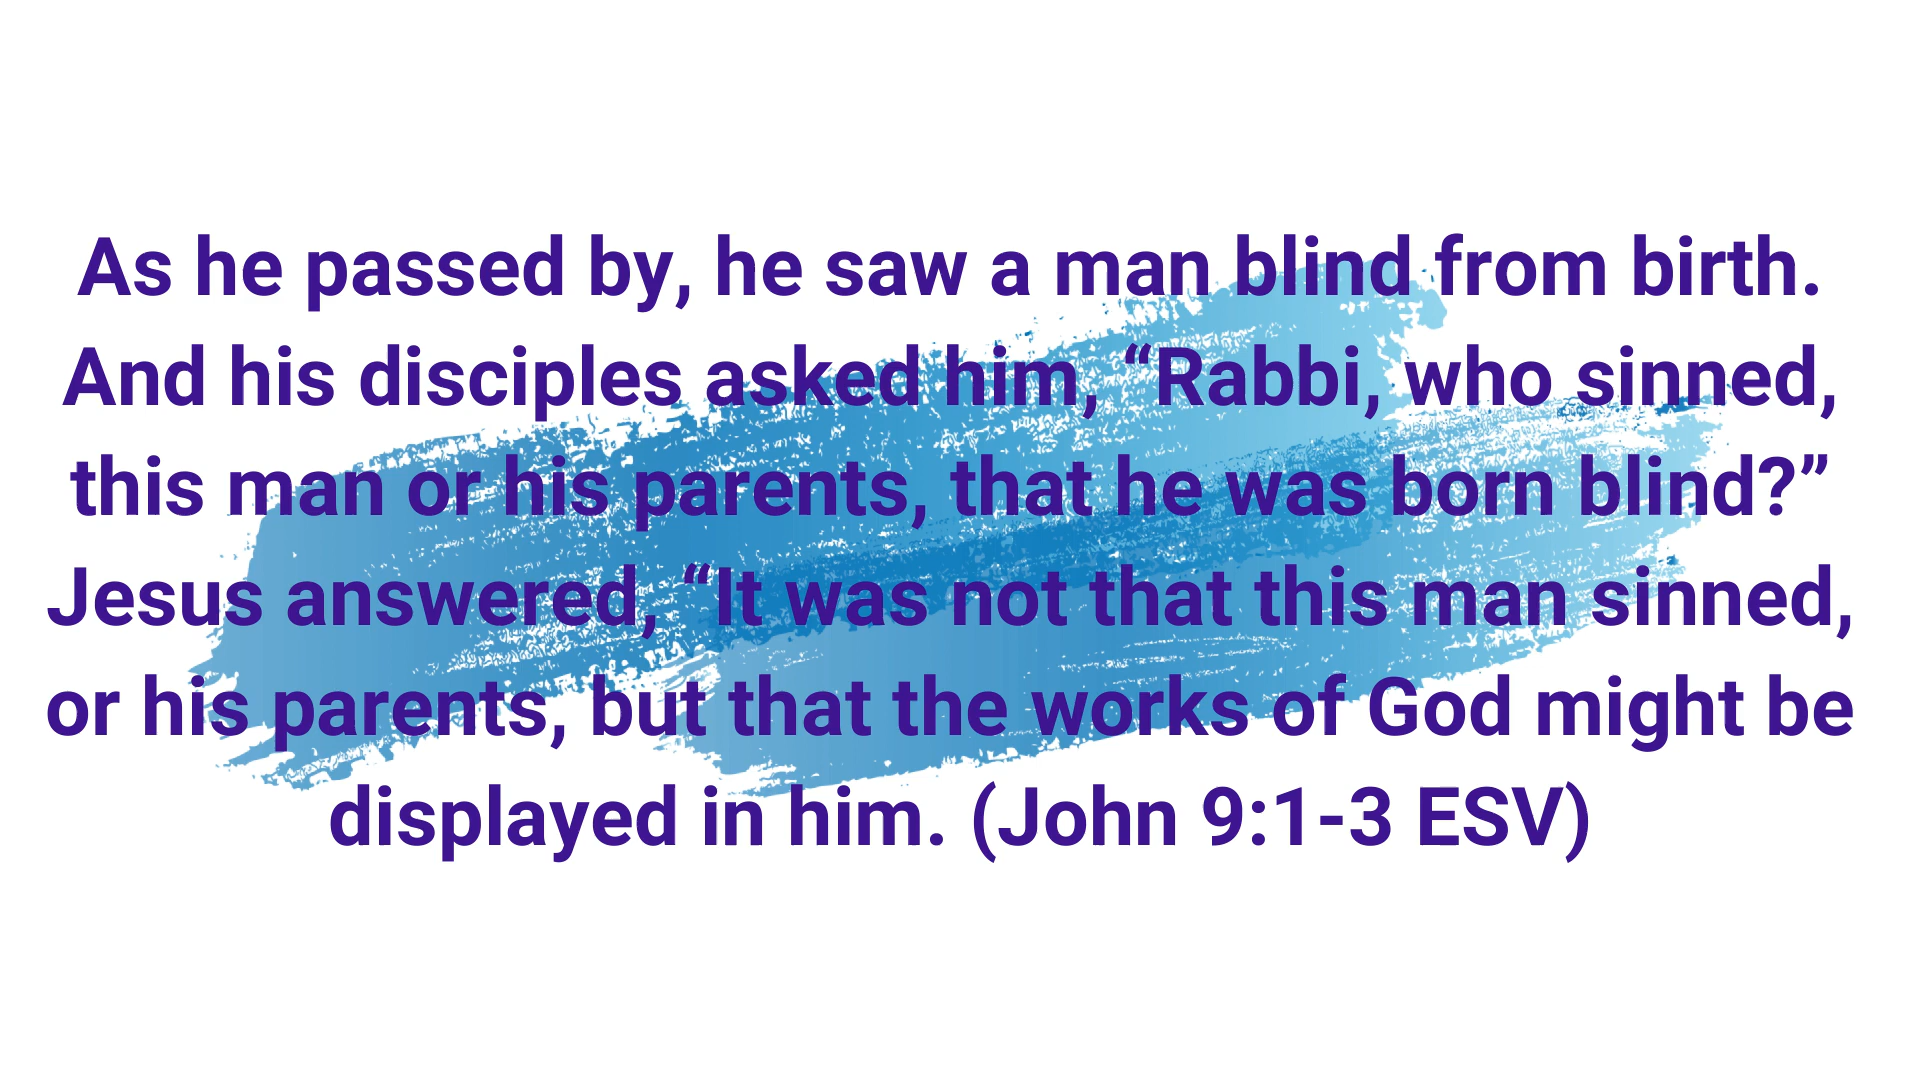 As he passed by, he saw a man blind from birth.
And his disciples asked him, “Rabbi, who sinned,
this man or his parents, that he was born blind?”
Jesus answered, “It was not that this man sinned,
or his parents, but that the works of God might be
displayed in him. (John 9:1-3 ESV)